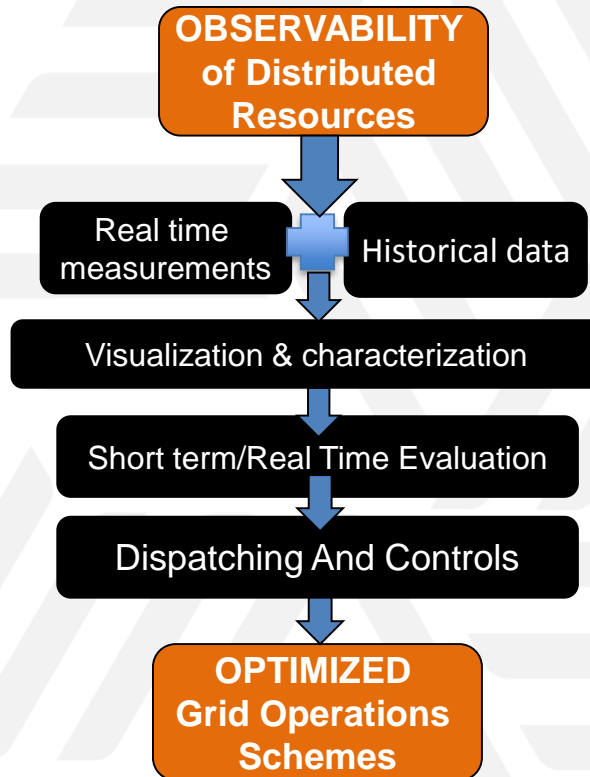 OBSERVABILITY
of Distributed
Resources
Real time
measurements
Historical data
Visualization & characterization
Short term/Real Time Evaluation
Dispatching And Controls
OPTIMIZED
Grid Operations
Schemes